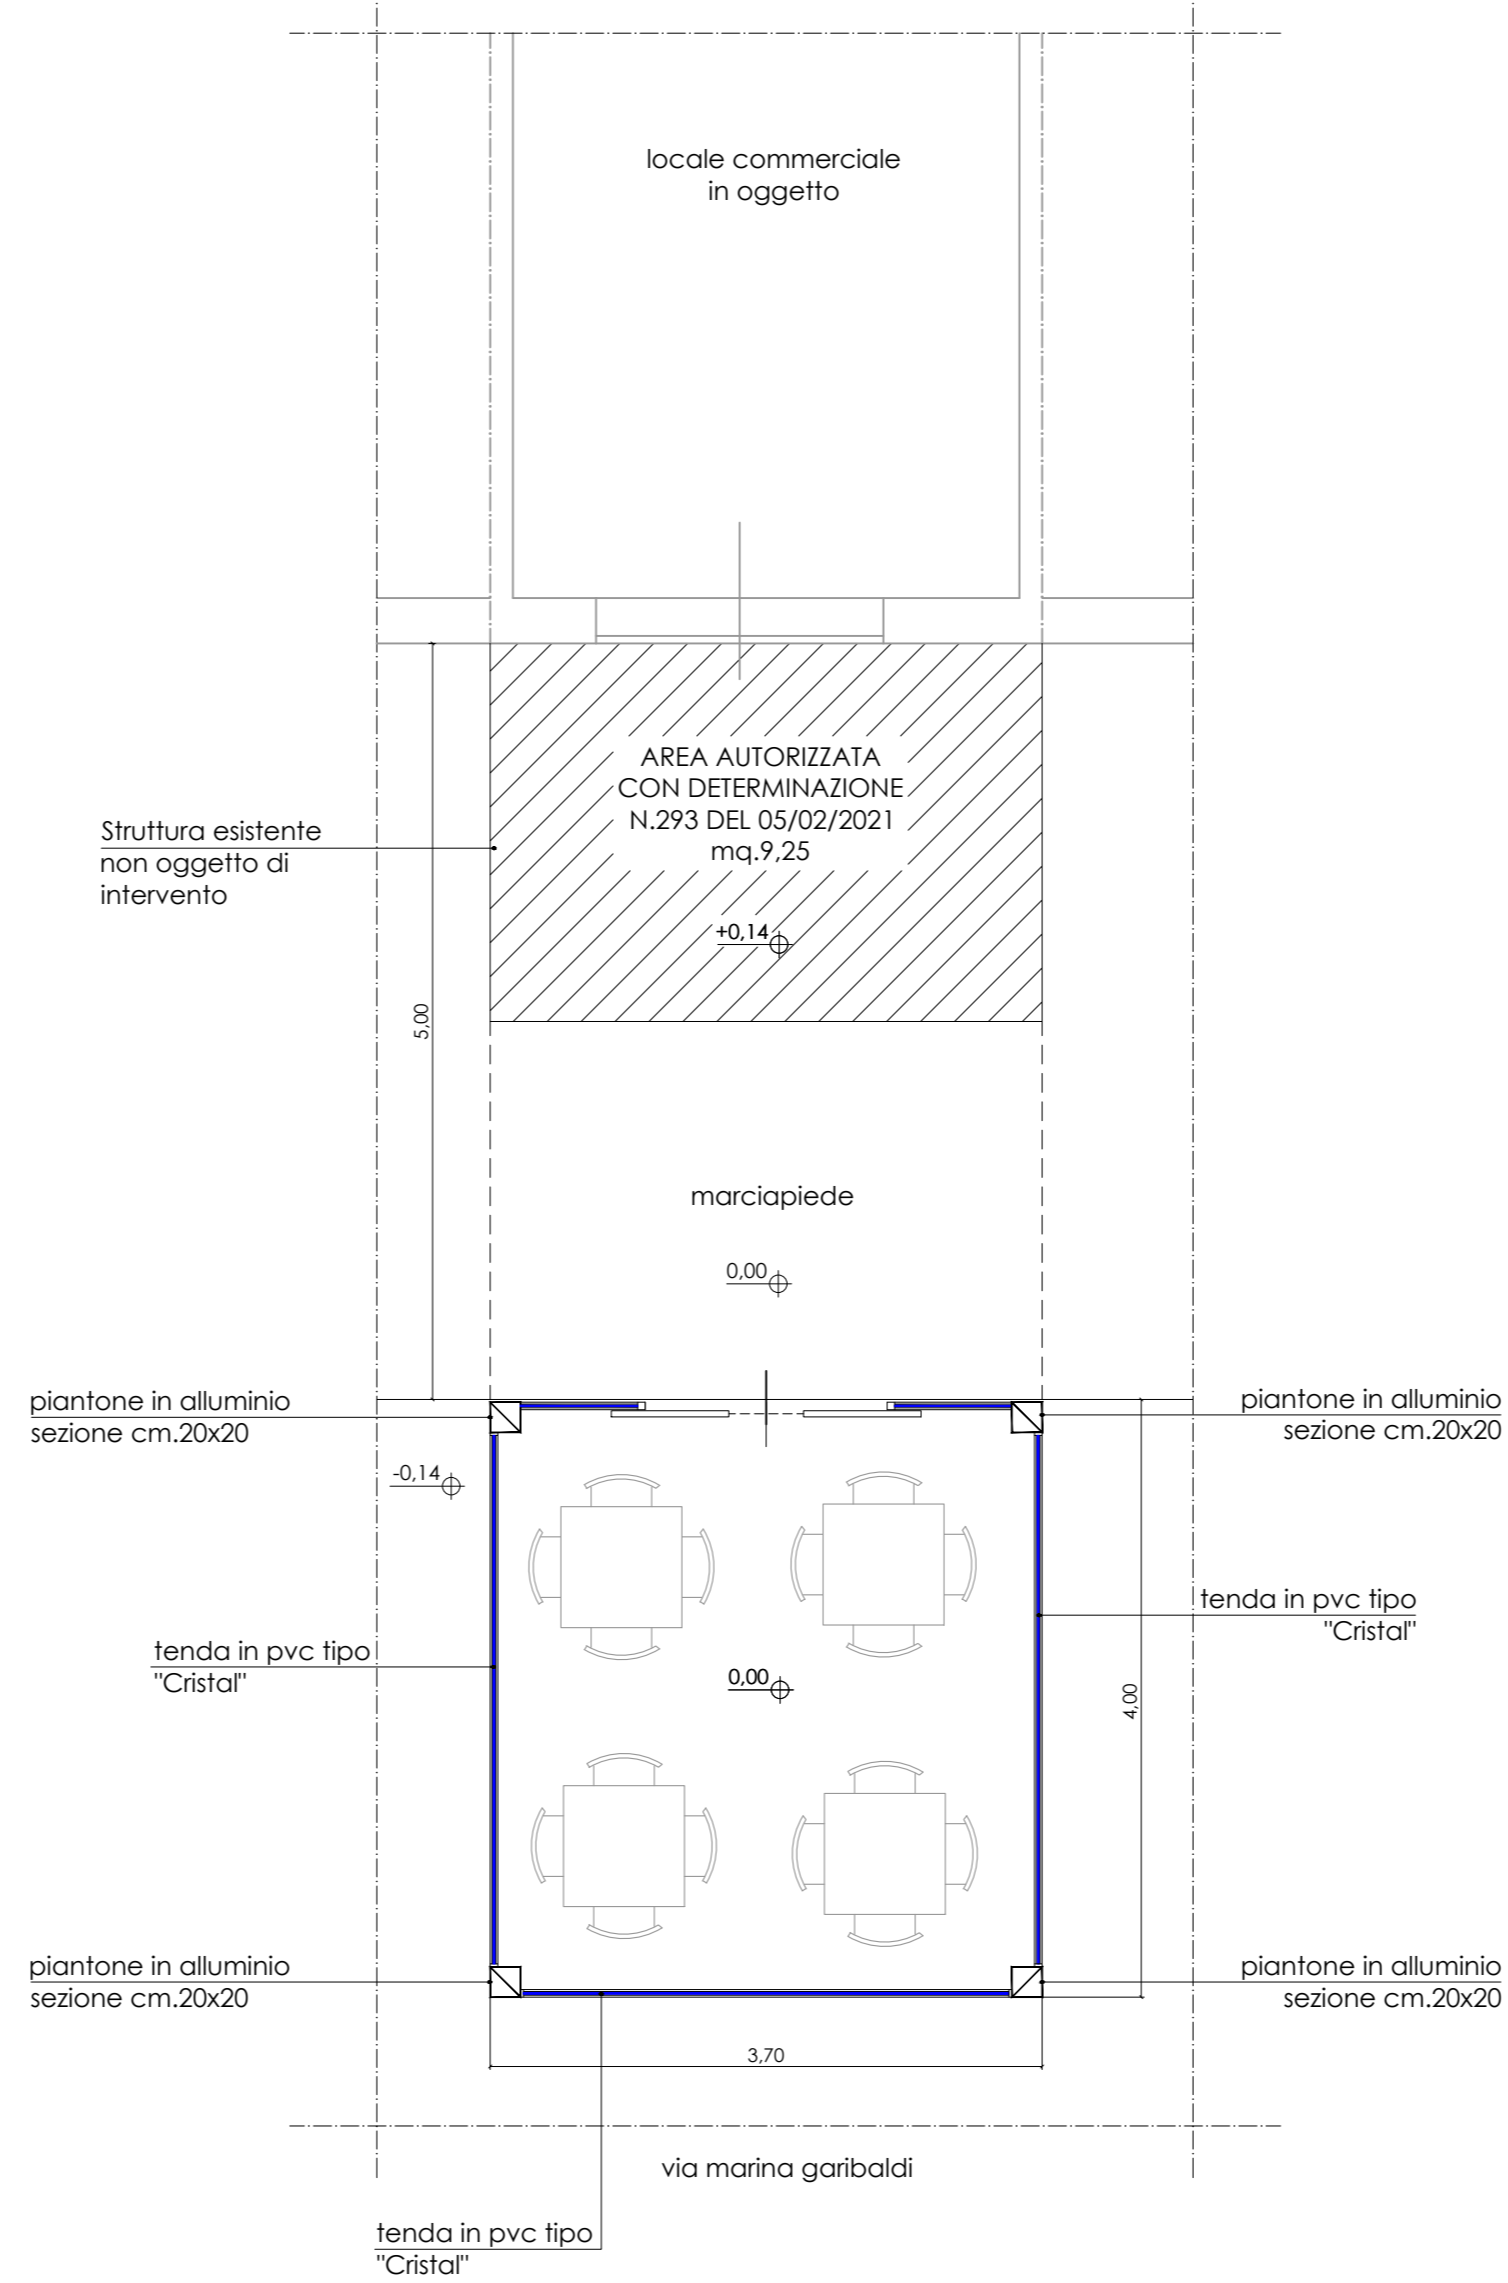 locale commerciale
in oggetto
AREA AUTORIZZATA
CON DETERMINAZIONE
N.293 DEL 05/02/2021
mq.9,25
Struttura esistente
non oggetto di
intervento
+0,14
5,00
marciapiede
0,00
piantone in alluminio
sezione cm.20x20
piantone in alluminio
sezione cm.20x20
-0,14
tenda in pvc tipo
"Cristal"
tenda in pvc tipo
"Cristal"
0,00
4,00
piantone in alluminio
sezione cm.20x20
piantone in alluminio
sezione cm.20x20
3,70
via marina garibaldi
tenda in pvc tipo
"Cristal"